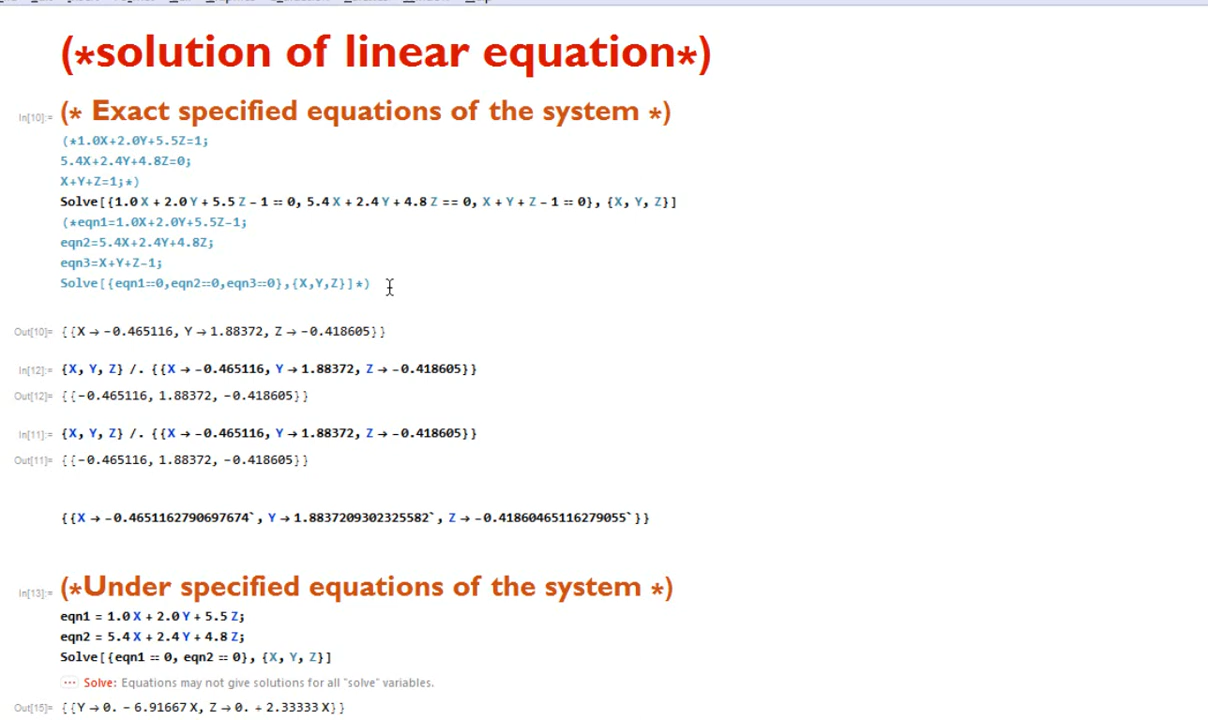 (*solution of linear equation*)
In[10]:= (* Exact specified equations of the system *)
(*1.0X+2.0Y+5.5Z=1;
5.4X+2.4Y+4.8Z=0;
X+Y+Z=1;*)
Solve[{1.0 X + 2.0 Y + 5.5 Z - 1 == 0, 5.4 X + 2.4 Y + 4.8 Z == 0, X + Y + Z - 1 == 0}, {X, Y, Z}]
(*eqn1=1.0X+2.0Y+5.5Z-1;
eqn2=5.4X+2.4Y+4.8Z;
eqn3=X+Y+Z-1;
Solve[{eqn1==0,eqn2==0,eqn3==0},{X,Y,Z}]*)
Out[10]= {{X → -0.465116, Y → 1.88372, Z → -0.418605}}
In[12]:= {X, Y, Z} /. {{X → -0.465116, Y → 1.88372, Z → -0.418605}}
Out[12]= {{-0.465116, 1.88372, -0.418605}}
In[11]:= {X, Y, Z} /. {{X → -0.465116, Y → 1.88372, Z → -0.418605}}
Out[11]= {{-0.465116, 1.88372, -0.418605}}
{{X → -0.4651162790697674`, Y → 1.8837209302325582`, Z → -0.41860465116279055`}}
In[13]:= (*Under specified equations of the system *)
eqn1 = 1.0 X + 2.0 Y + 5.5 Z;
eqn2 = 5.4 X + 2.4 Y + 4.8 Z;
Solve[{eqn1 == 0, eqn2 == 0}, {X, Y, Z}]
··· Solve: Equations may not give solutions for all "solve" variables.
Out[15]= {{Y → 0. - 6.91667 X, Z → 0. + 2.33333 X}}